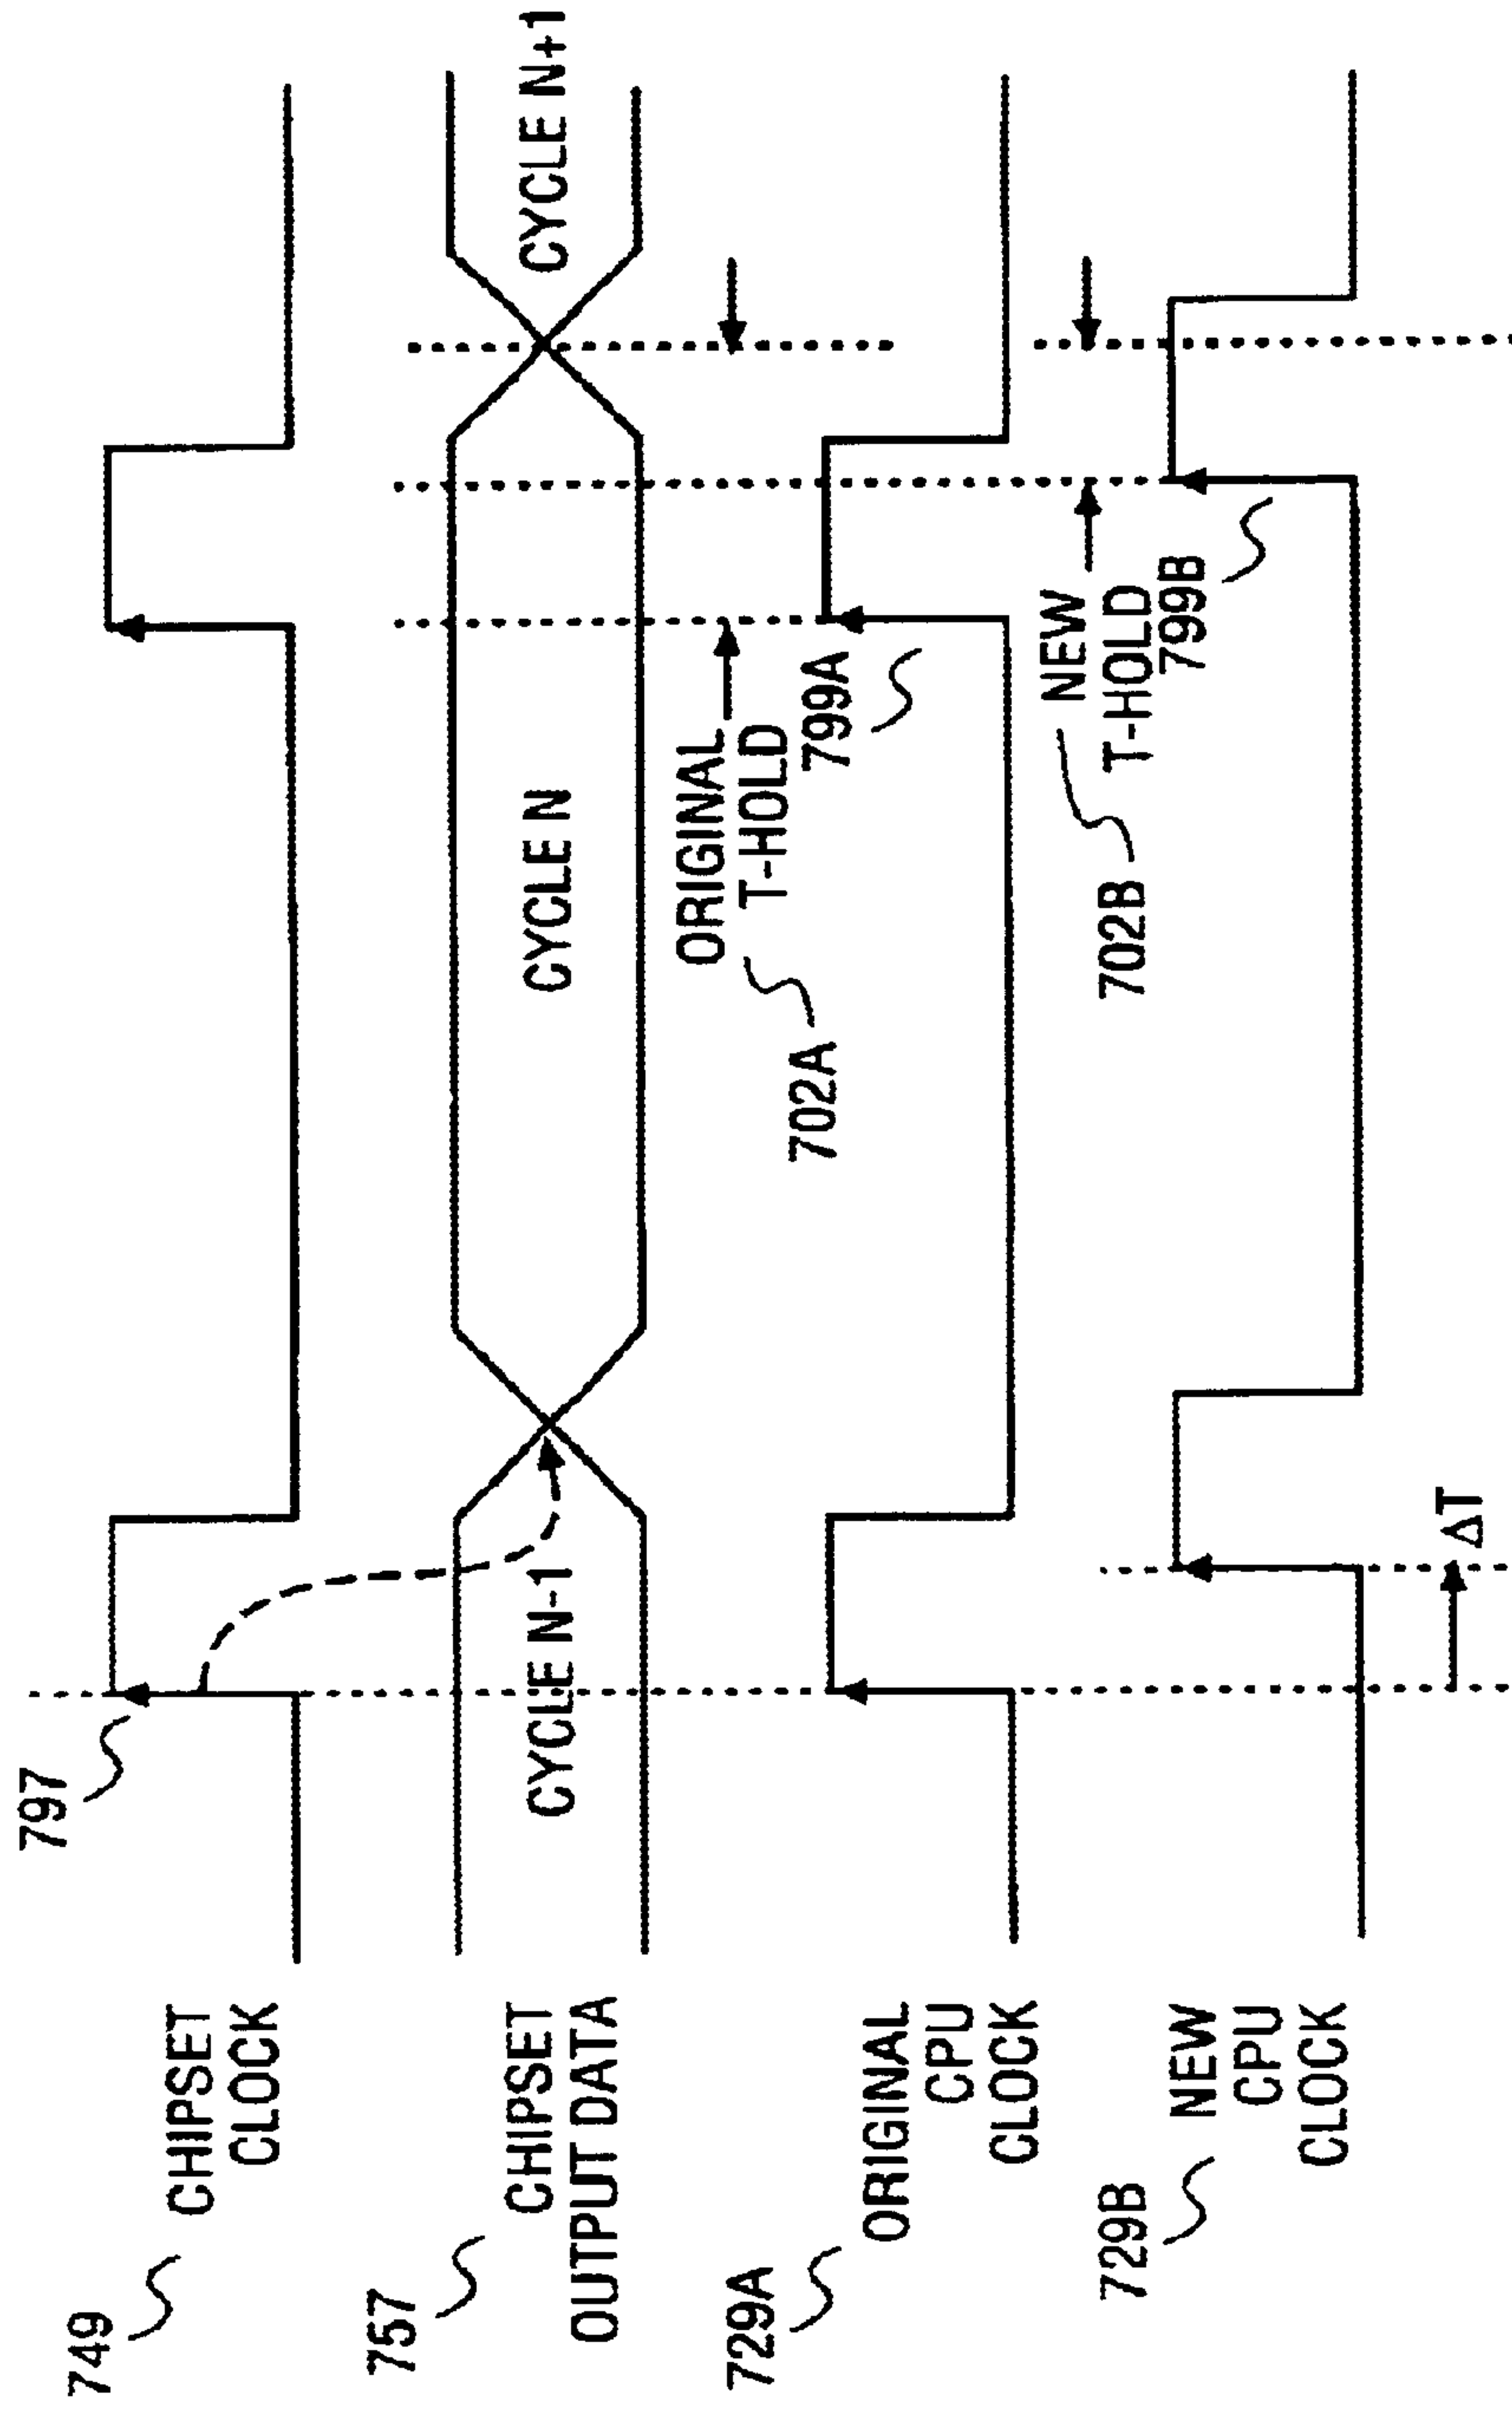 797
749
CHIPSET
CLOCK
757
CHIPSET
OUTPUT DATA
CYCLE N-1
CYCLE N
CYCLE N+1
ORIGINAL
T-HOLD
702A
799A
729A
ORIGINAL
CPU
CLOCK
NEW
T-HOLD
702B
799B
729B
NEW
CPU
CLOCK
ΔT